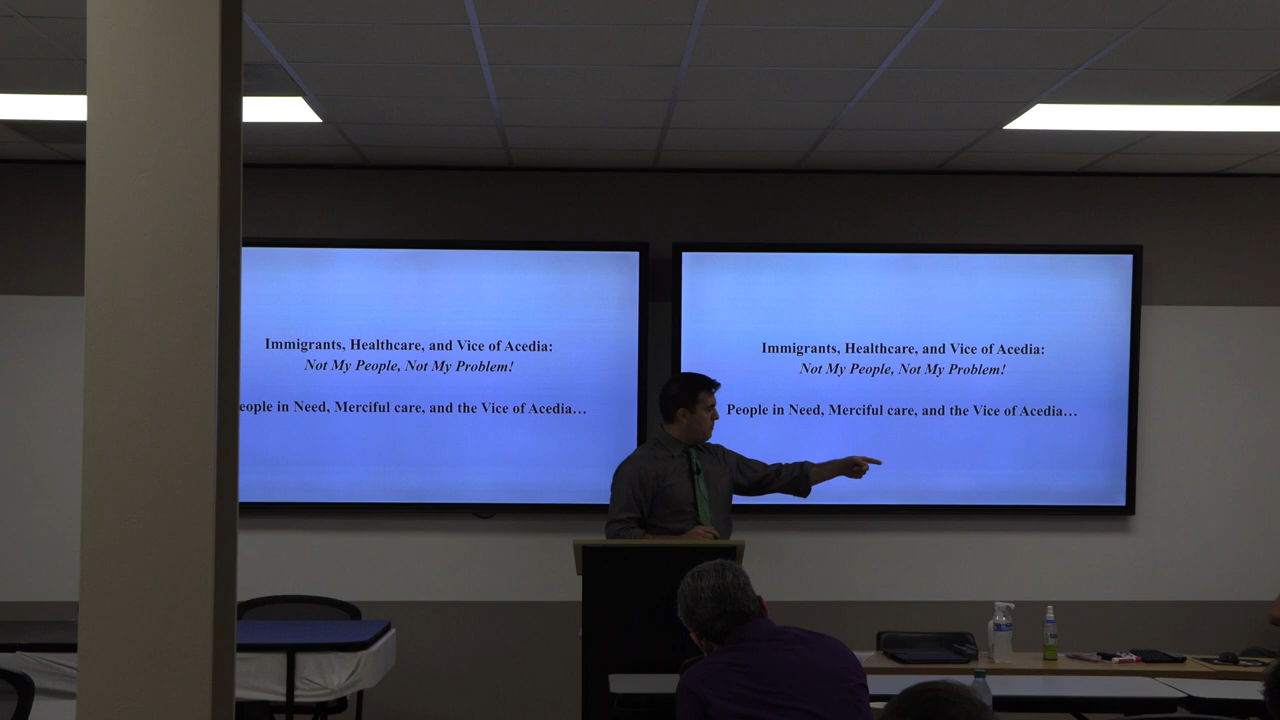 Immigrants, Healthcare, and Vice of Acedia:
Not My People, Not My Problem!
eople in Need, Merciful care, and the Vice of Acedia…
Immigrants, Healthcare, and Vice of Acedia:
Not My People, Not My Problem!
People in Need, Merciful care, and the Vice of Acedia…